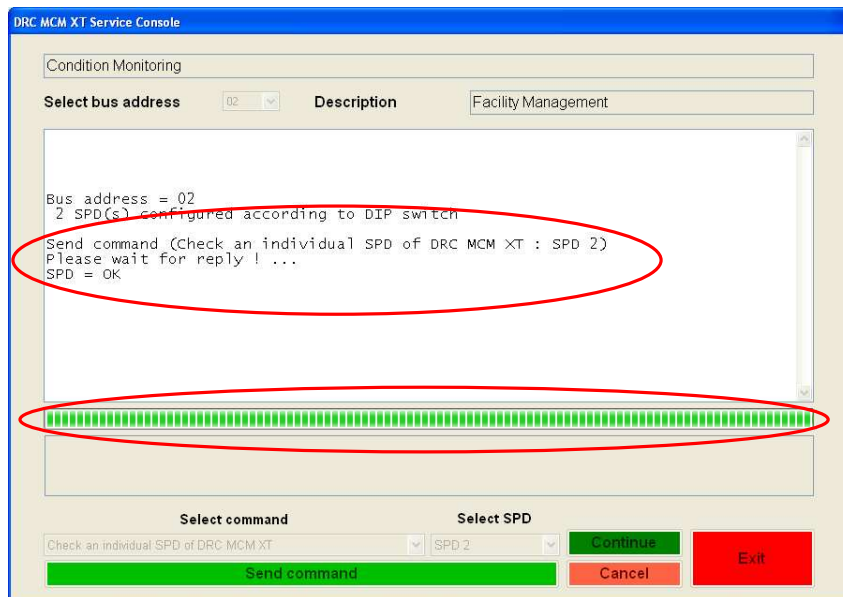 DRC MCM XT Service Console
Condition Monitoring
Select bus address 02 Description Facility Management
Bus address = 02
2 SPD(s) configured according to DIP switch
Send command (Check an individual SPD of DRC MCM XT : SPD 2)
Please wait for reply ! ...
SPD = OK
Select command Select SPD
Check an individual SPD of DRC MCM XT SPD 2 Continue
Exit
Send command Cancel